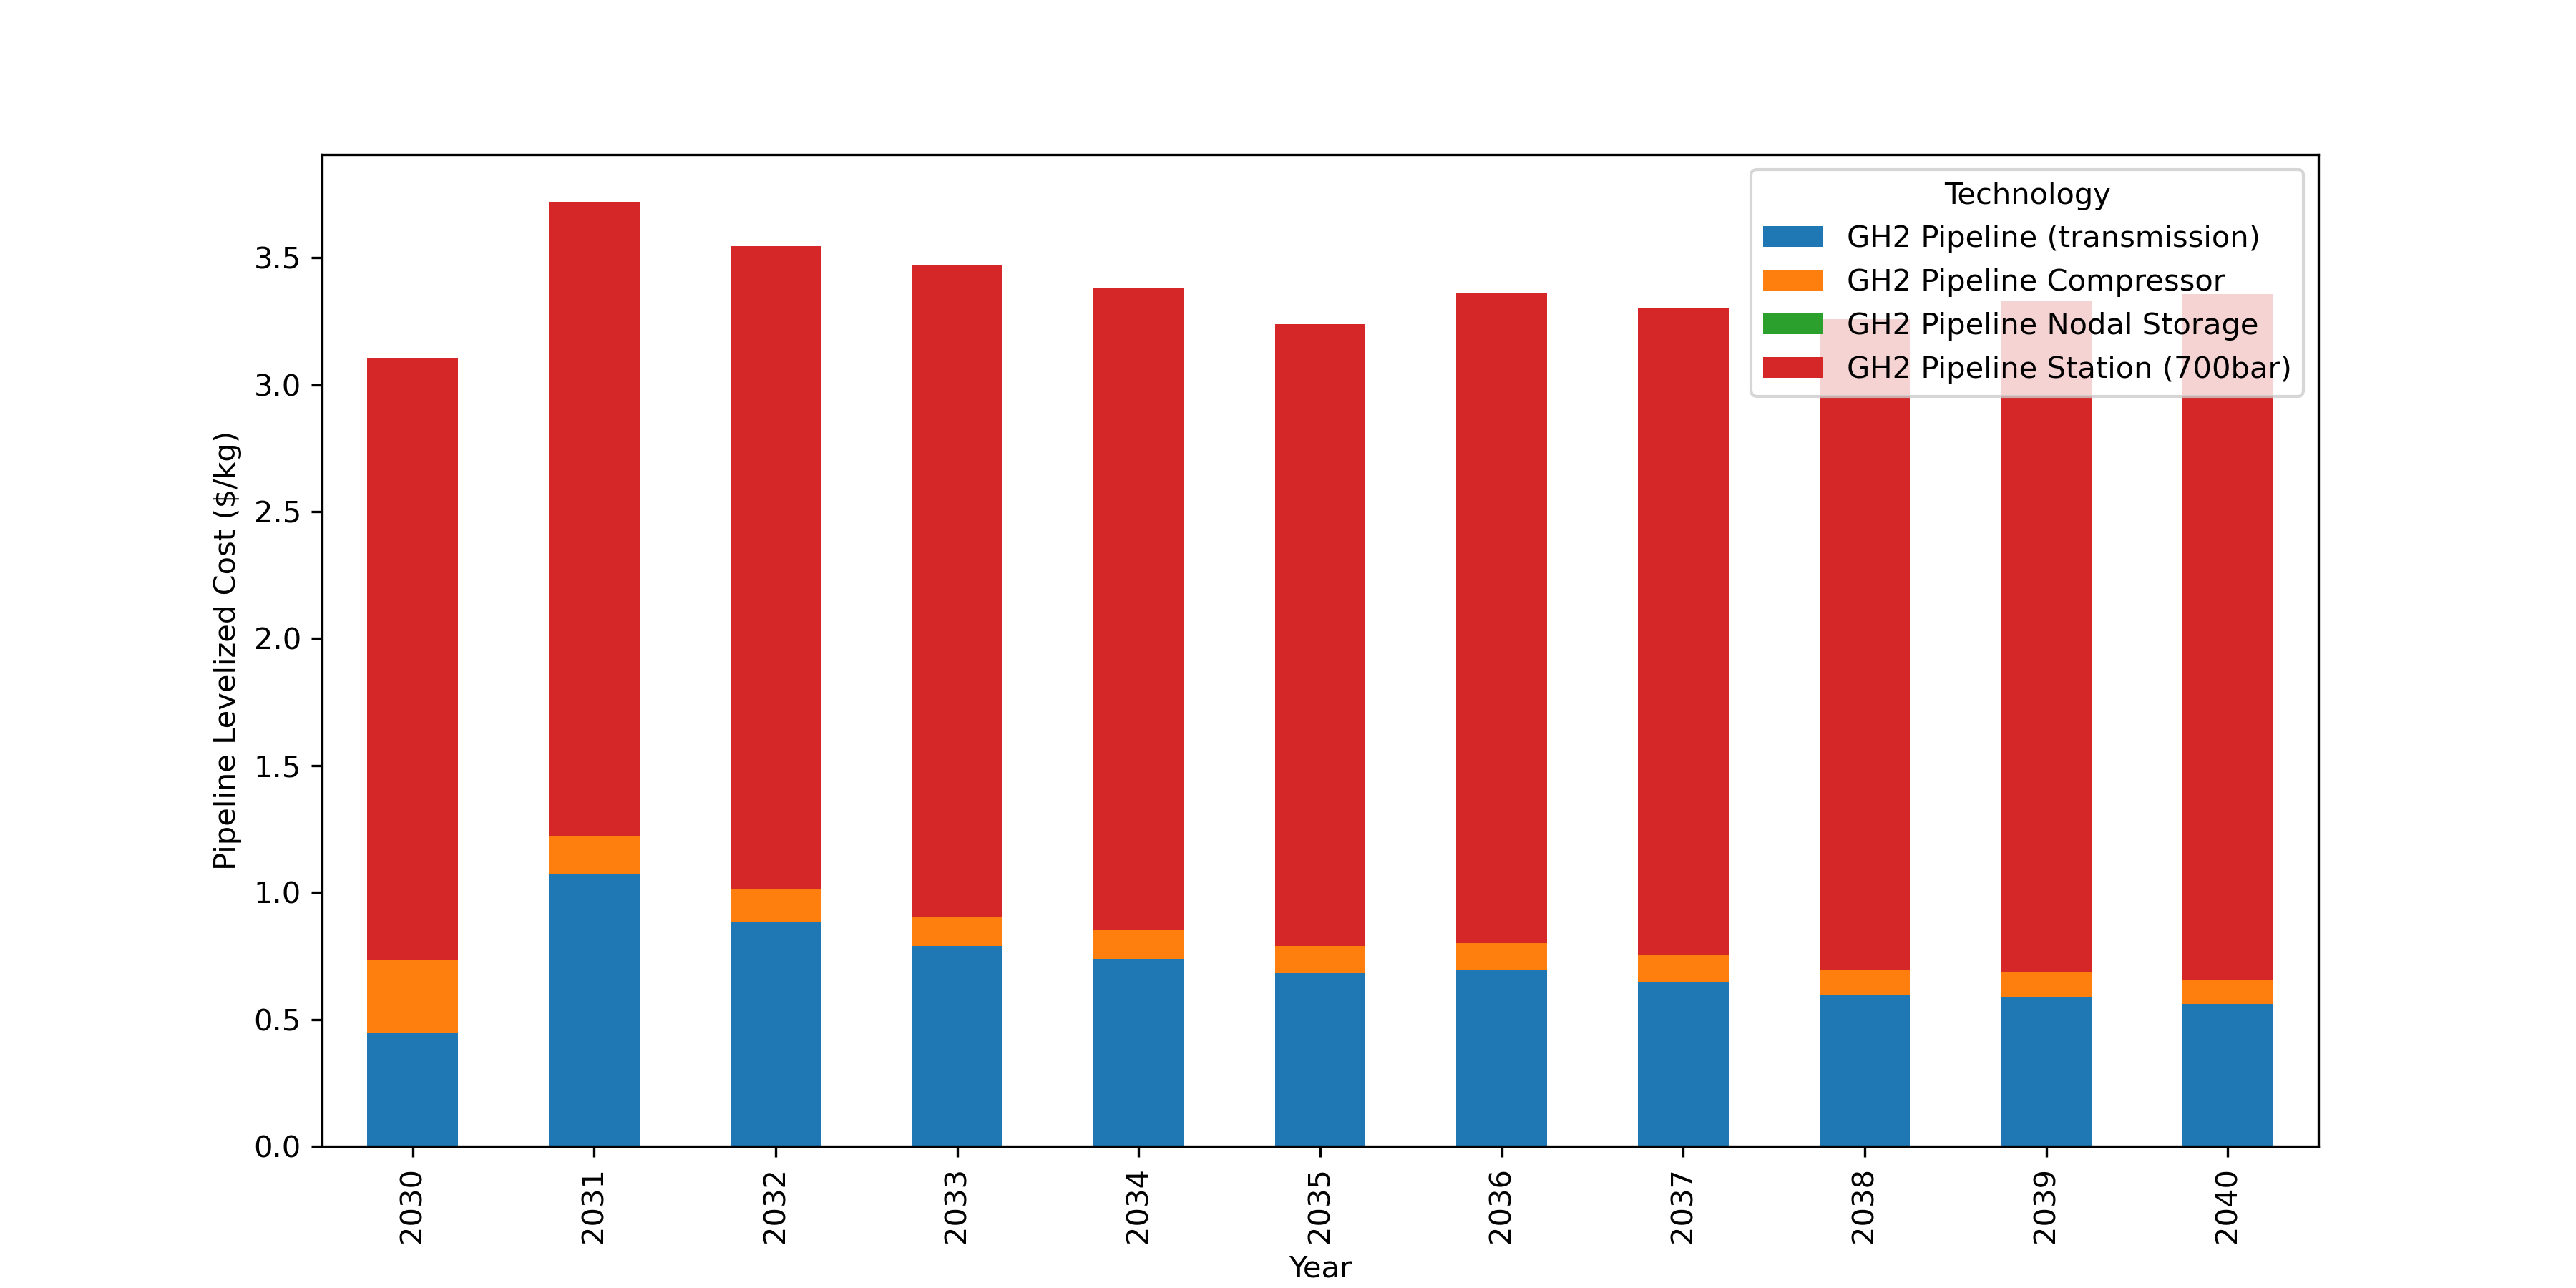 Technology
GH2 Pipeline (transmission)
GH2 Pipeline Compressor
GH2 Pipeline Nodal Storage
GH2 Pipeline Station (700bar)
Pipeline Levelized Cost ($/kg)
3.5
3.0
2.5
2.0
1.5
1.0
0.5
0.0
2030
2031
2032
2033
2034
2035
2036
2037
2038
2039
2040
Year